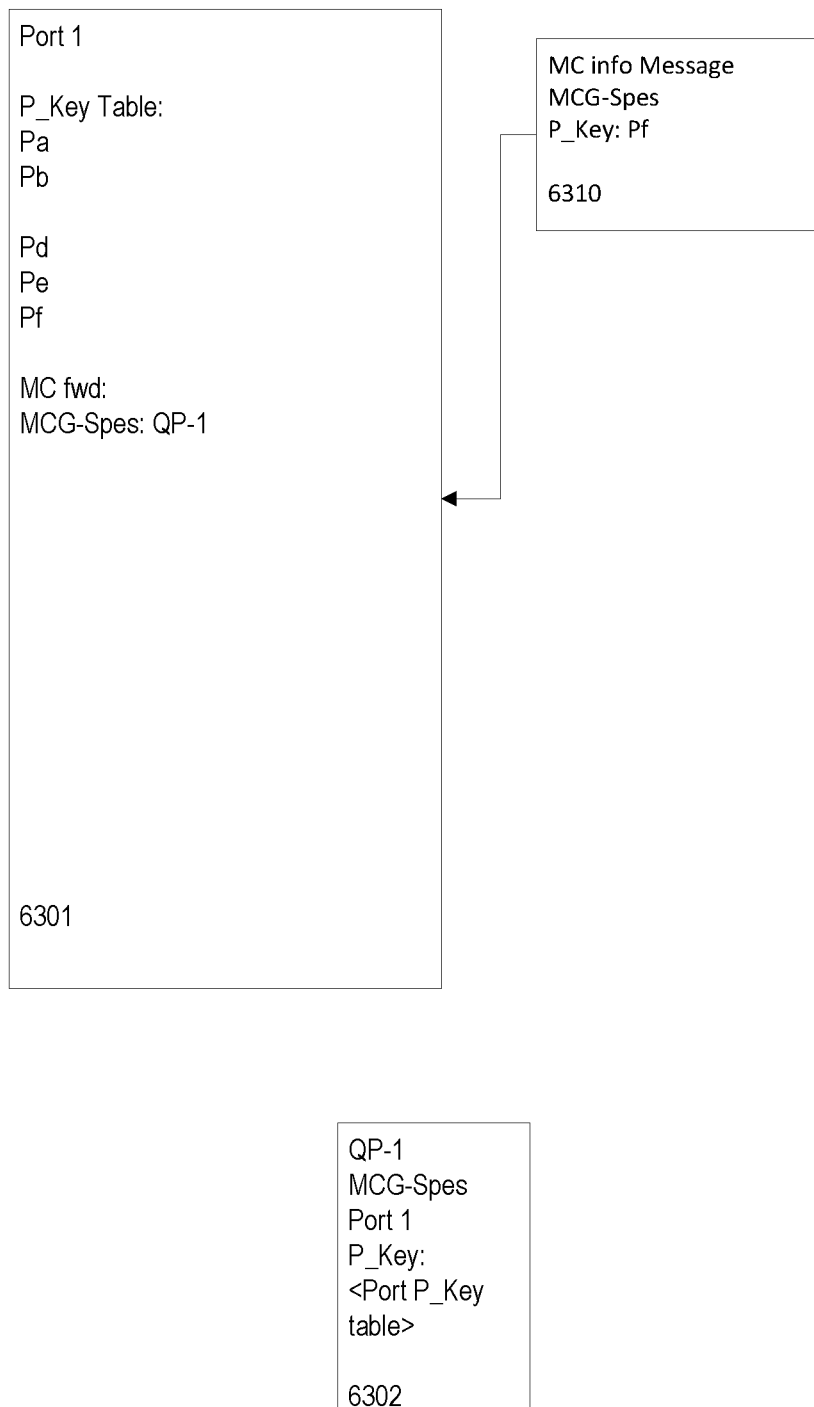 Port 1
P_Key Table:
Pa
Pb
Pd
Pe
Pf
MC fwd:
MCG-Spes: QP-1
6301
MC info Message
MCG-Spes
P_Key: Pf
6310
QP-1
MCG-Spes
Port 1
P_Key:
<Port P_Key
table>
6302